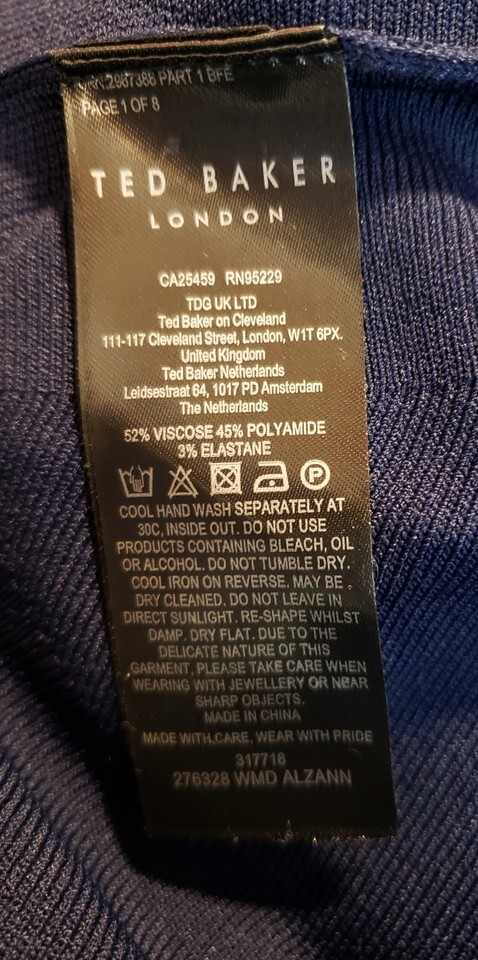 2987388 PART 1 BFE
PAGE 1 OF 8
TED BAKER
LONDON
CA25459 RN95229
TDG UK LTD
Ted Baker on Cleveland
111-117 Cleveland Street, London, W1T 6PX.
United Kingdom
Ted Baker Netherlands
Leidsestraat 64, 1017 PD Amsterdam
The Netherlands
52% VISCOSE 45% POLYAMIDE
3% ELASTANE
P
COOL HAND WASH SEPARATELY AT
30C, INSIDE OUT. DO NOT USE
PRODUCTS CONTAINING BLEACH, OIL
OR ALCOHOL. DO NOT TUMBLE DRY.
COOL IRON ON REVERSE. MAY BE
DRY CLEANED. DO NOT LEAVE IN
DIRECT SUNLIGHT. RE-SHAPE WHILST
DAMP. DRY FLAT. DUE TO THE
DELICATE NATURE OF THIS
GARMENT, PLEASE TAKE CARE WHEN
WEARING WITH JEWELLERY OR NEAR
SHARP OBJECTS.
MADE IN CHINA
MADE WITH CARE, WEAR WITH PRIDE
317718
276328 WMD ALZANN